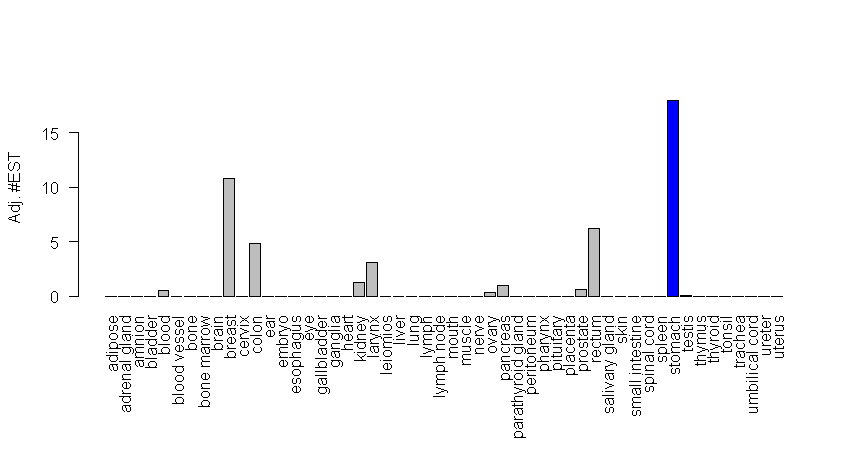 Adj. #EST
15
10
5
0
adipose
adrenal gland
amnion
bladder
blood
blood vessel
bone
bone marrow
brain
breast
cervix
colon
ear
embryo
esophagus
eye
gallbladder
ganglia
heart
kidney
larynx
leiomios
liver
lung
lymph
lymph node
mouth
muscle
nerve
ovary
pancreas
parathyroid gland
peritoneum
pharynx
pituitary
placenta
prostate
rectum
salivary gland
skin
small intestine
spinal cord
spleen
stomach
testis
thymus
thyroid
tonsil
trachea
umbilical cord
ureter
uterus